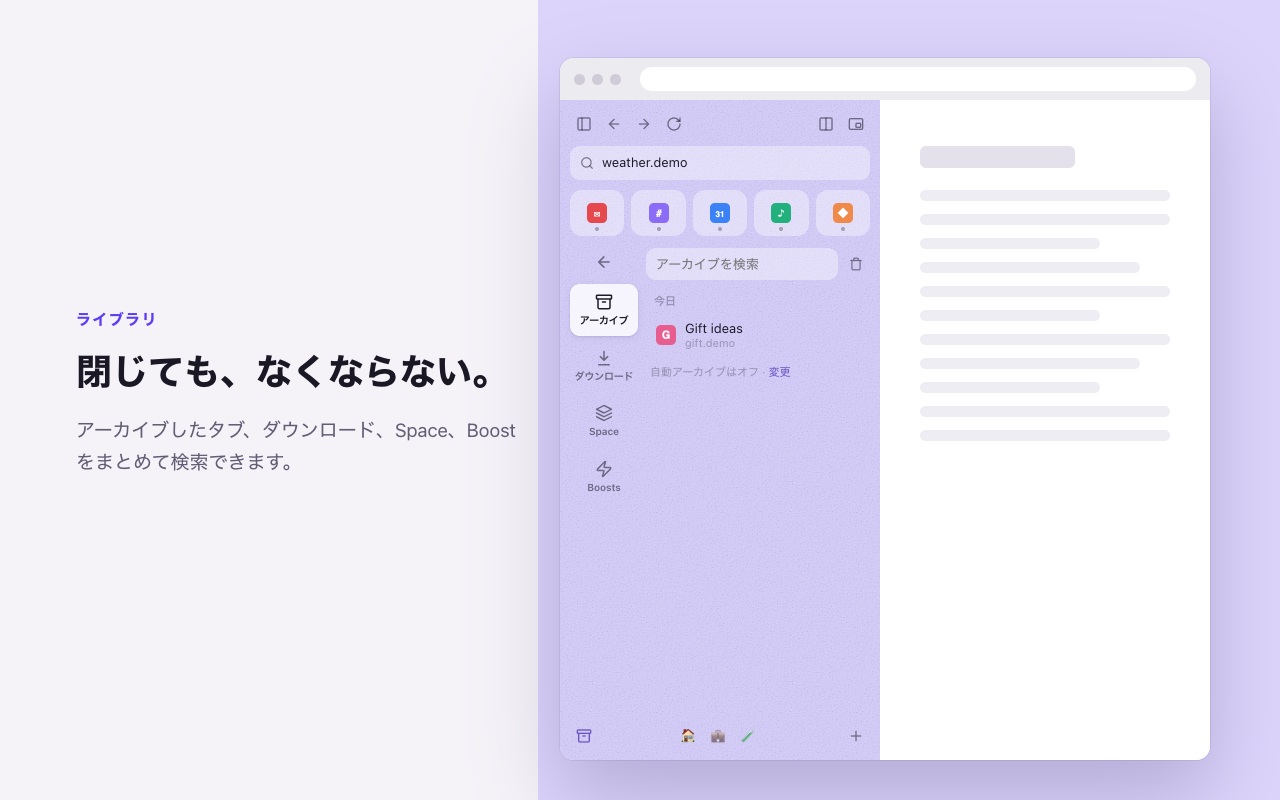 ライブラリ
閉じても、なくならない。
アーカイブしたタブ、ダウンロード、Space、Boost
をまとめて検索できます。
weather.demo
#
31
アーカイブを検索
アーカイブ
今日
G
Gift ideas
gift.demo
自動アーカイブはオフ · 変更
ダウンロード
Space
Boosts